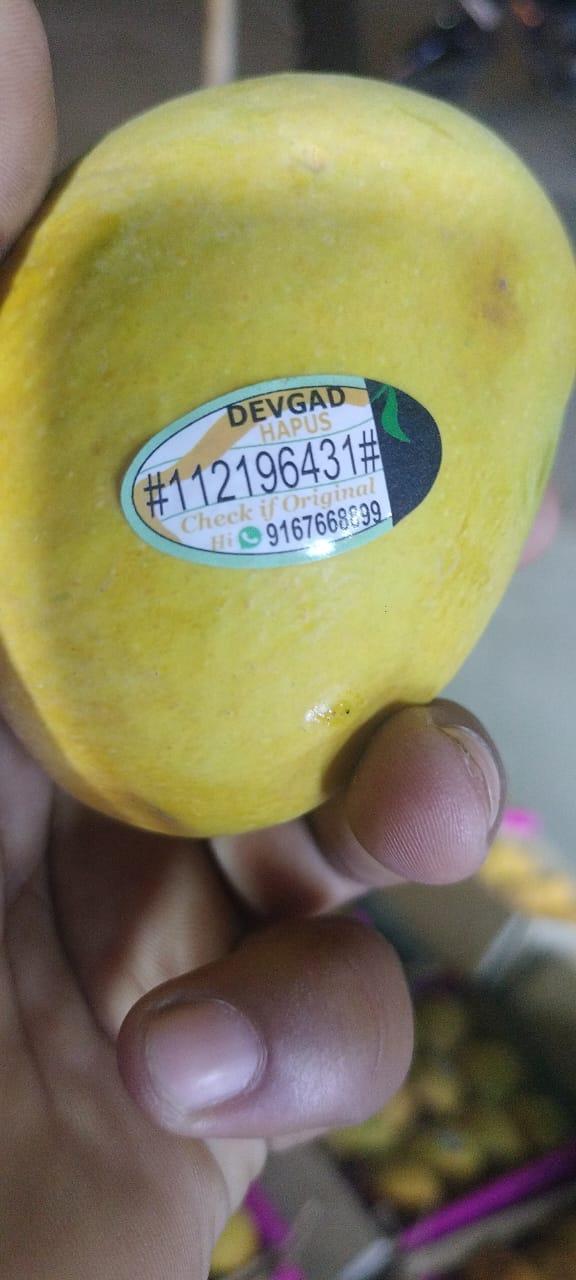 DEVGAD
HAPUS
#112196431#
Check if Original
Hi 9167668899